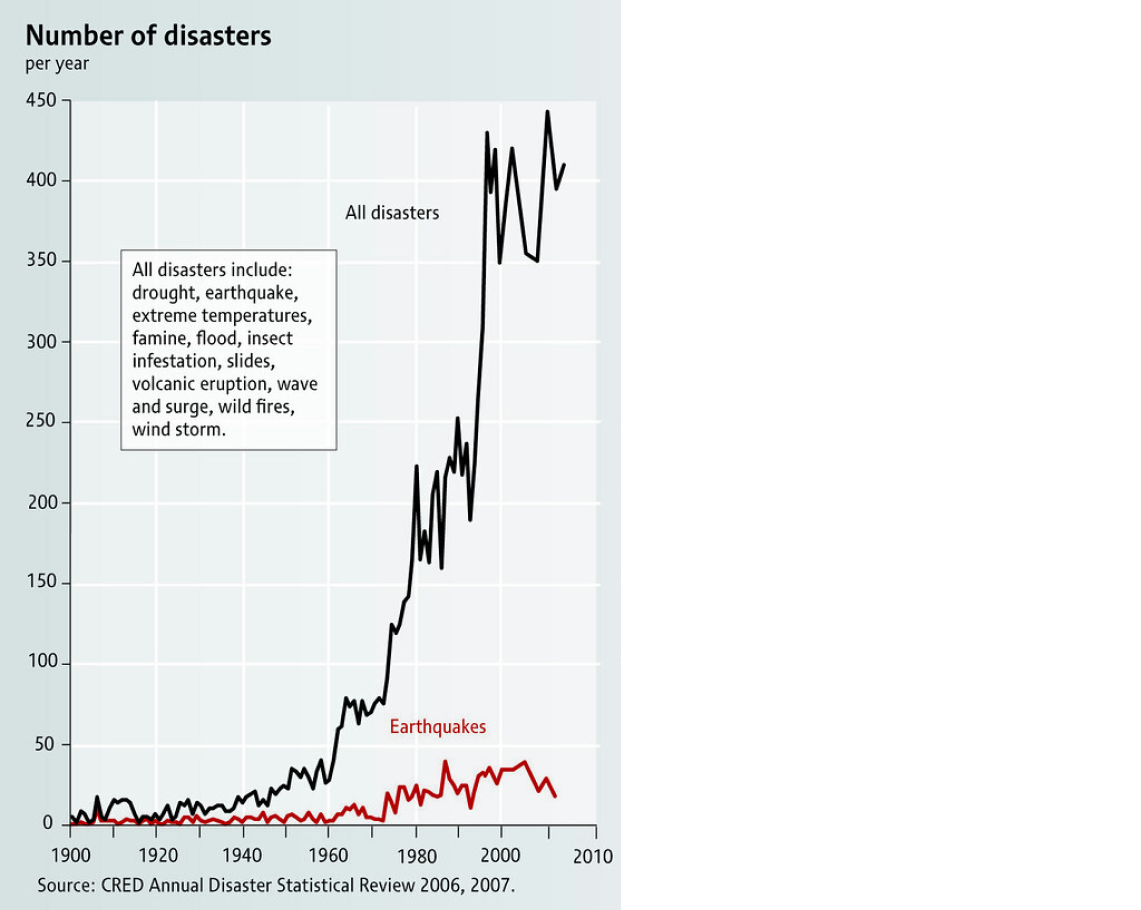 Number of disasters
per year
450
400
350
300
250
200
150
100
50
0
All disasters
All disasters include:
drought, earthquake,
extreme temperatures,
famine, flood, insect
infestation, slides,
volcanic eruption, wave
and surge, wild fires,
wind storm.
Earthquakes
1900 1920 1940 1960 1980 2000 2010
Source: CRED Annual Disaster Statistical Review 2006, 2007.